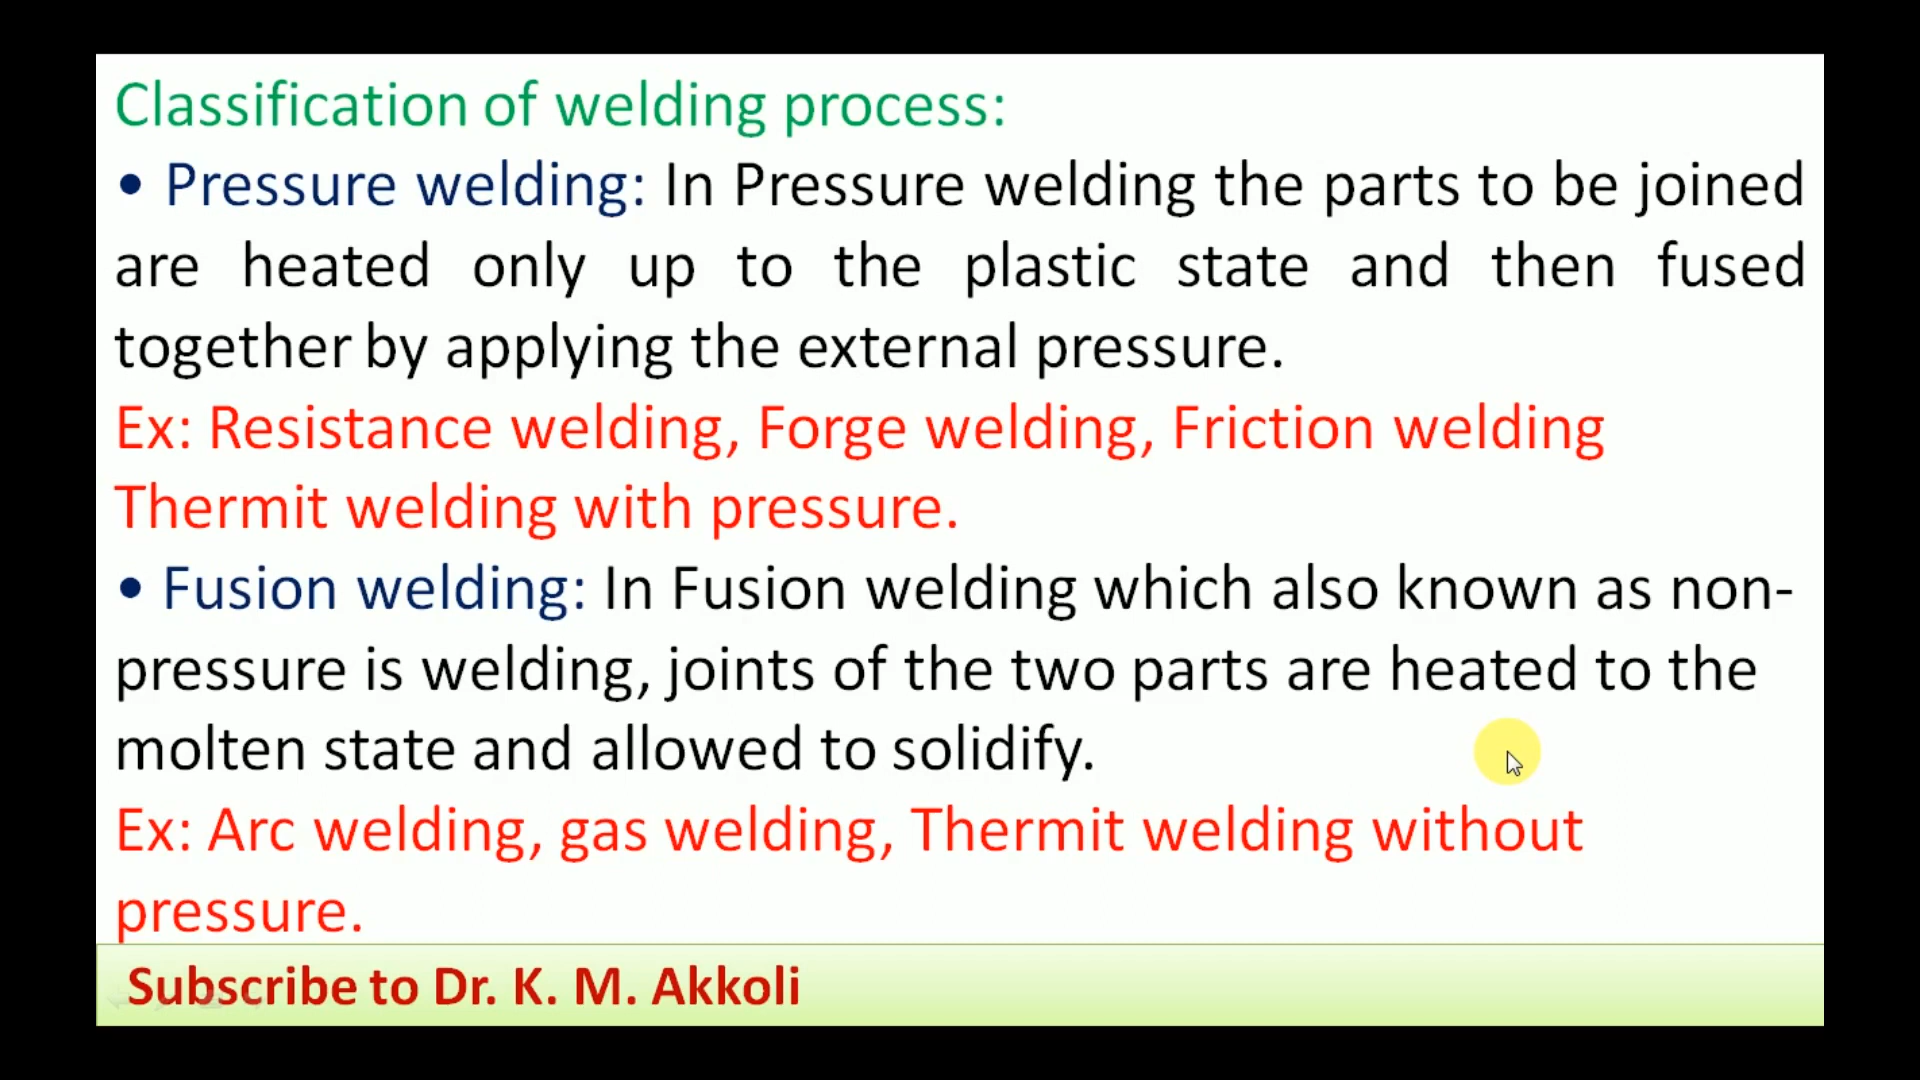 Classification of welding process:
• Pressure welding: In Pressure welding the parts to be joined
are heated only up to the plastic state and then fused
together by applying the external pressure.
Ex: Resistance welding, Forge welding, Friction welding
Thermit welding with pressure.
• Fusion welding: In Fusion welding which also known as non-
pressure is welding, joints of the two parts are heated to the
molten state and allowed to solidify.
Ex: Arc welding, gas welding, Thermit welding without
pressure.
Subscribe to Dr. K. M. Akkoli